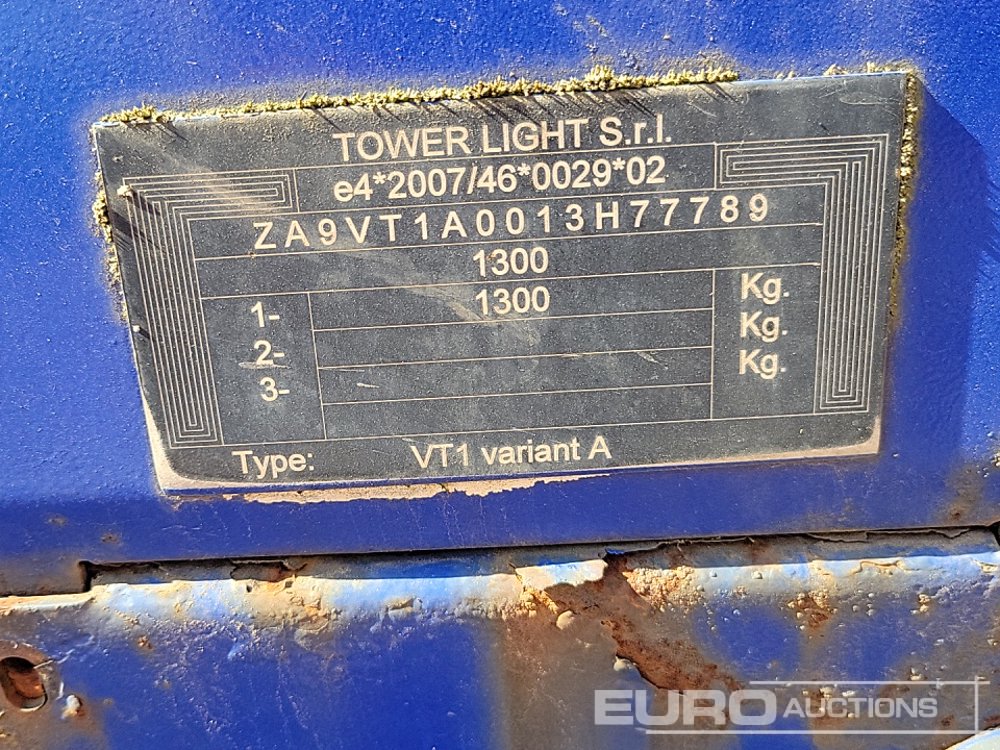 TOWER LIGHT S.r.l.
e4*2007/46*0029*02
ZA9VT1A0013H77789
1300
1- 1300 Kg.
2- Kg.
3- Kg.
Type: VT1 variant A
EURO AUCTIONS